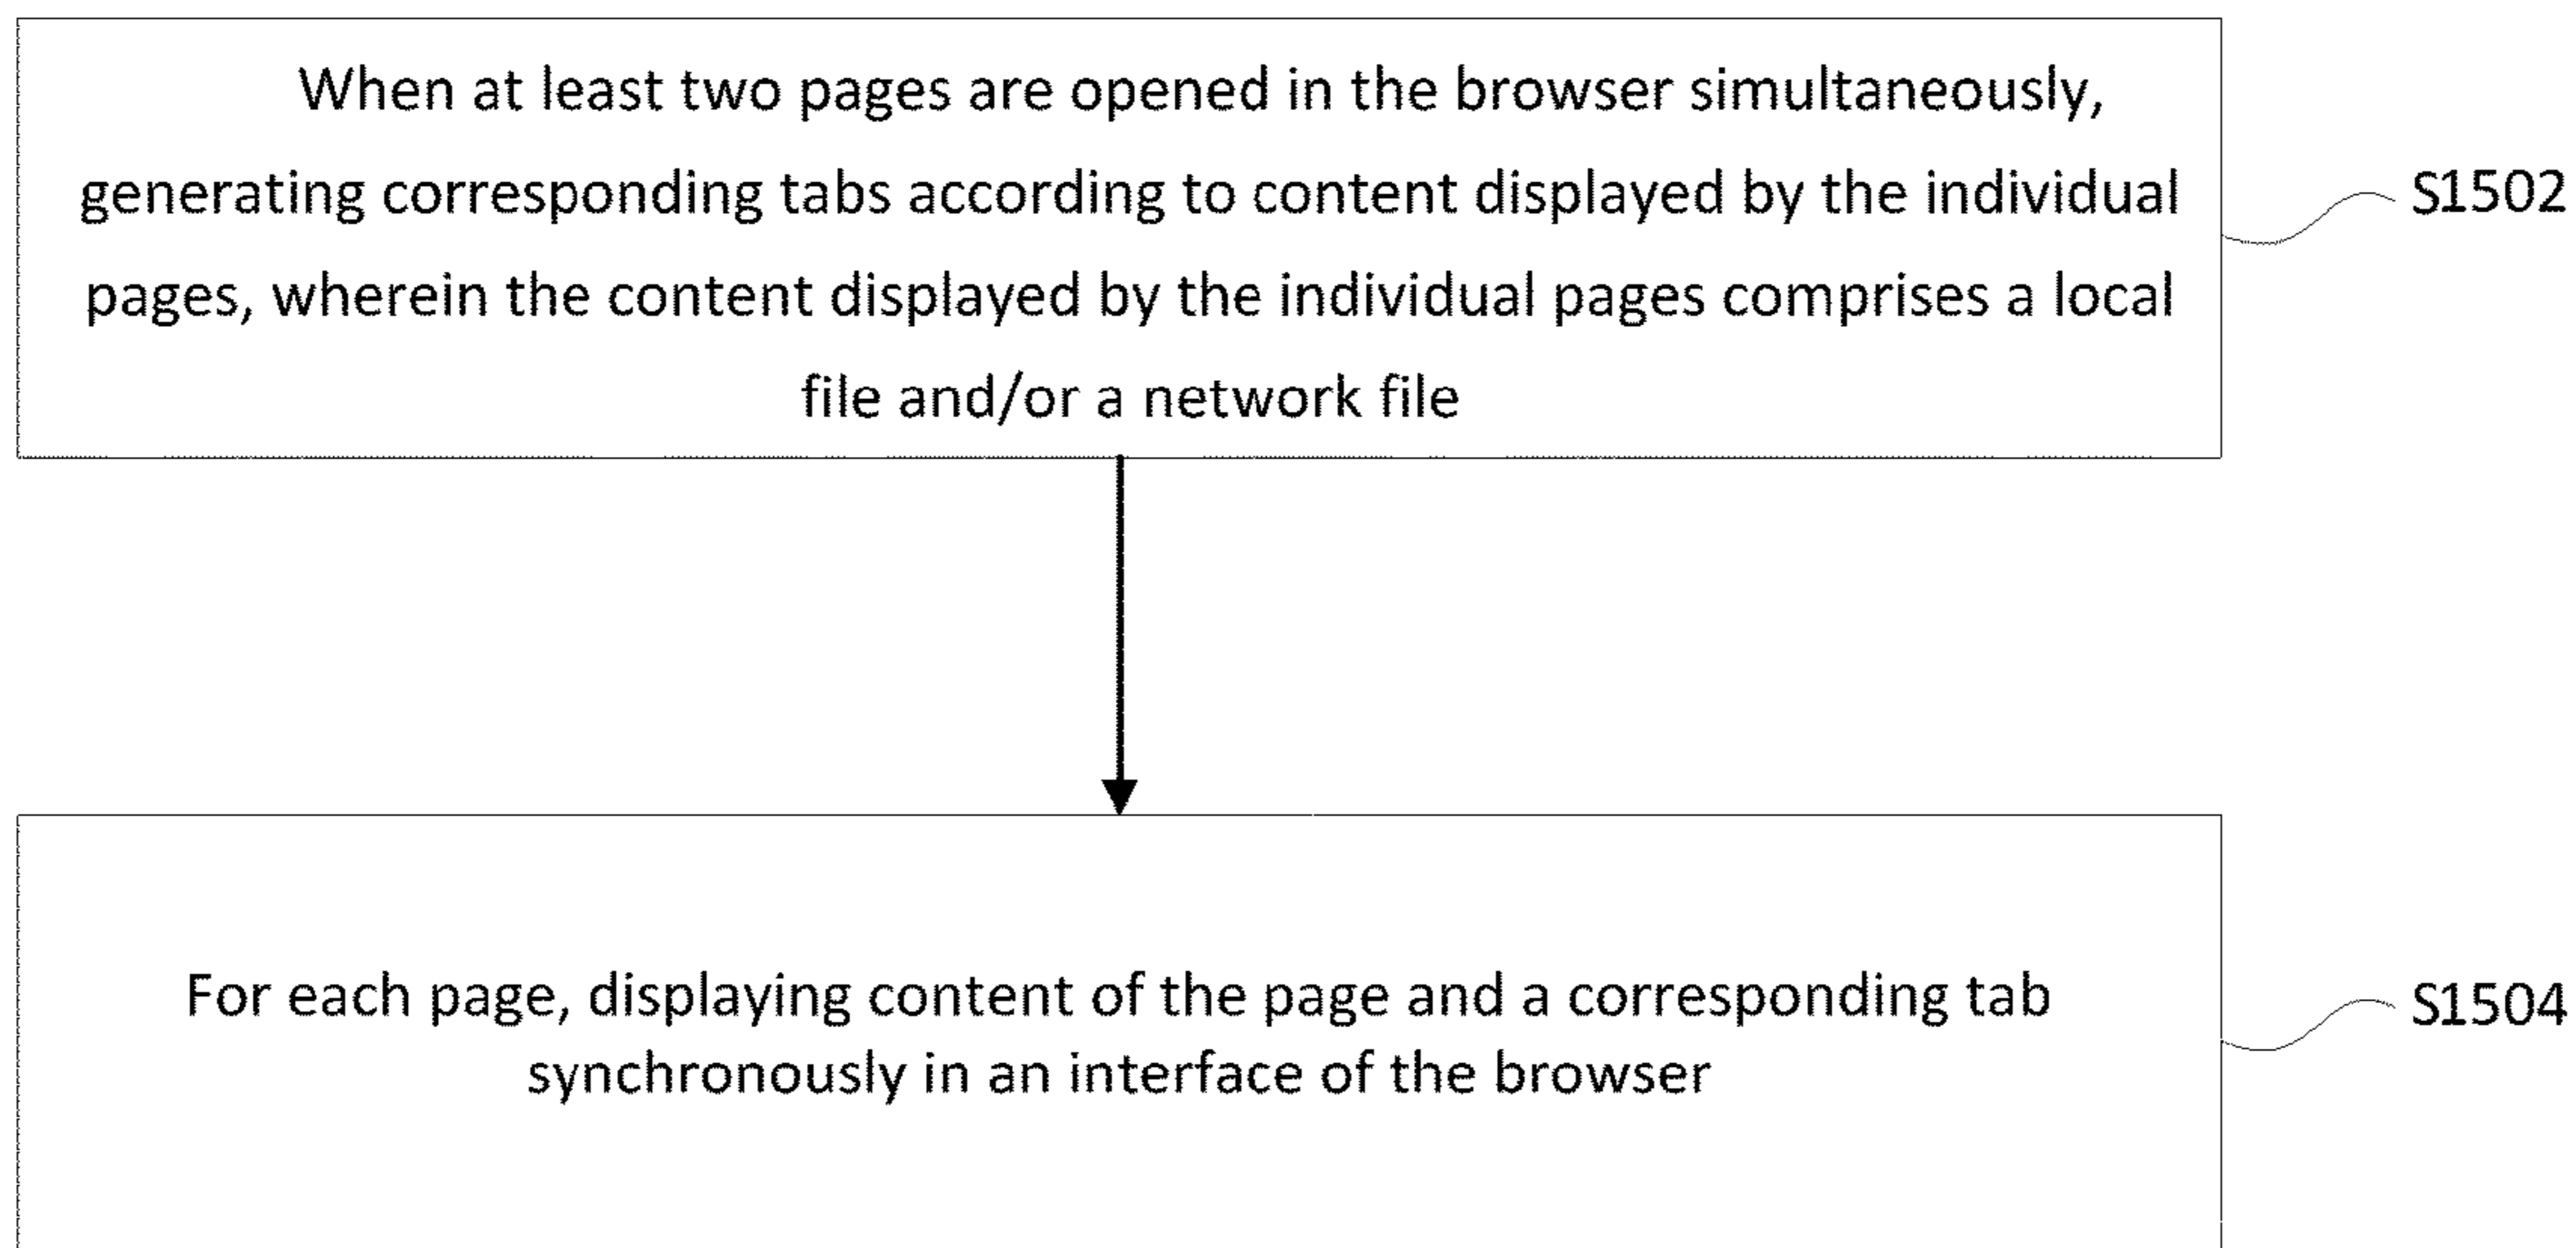 When at least two pages are opened in the browser simultaneously,
generating corresponding tabs according to content displayed by the individual
pages, wherein the content displayed by the individual pages comprises a local
file and/or a network file
S1502
For each page, displaying content of the page and a corresponding tab
synchronously in an interface of the browser
S1504